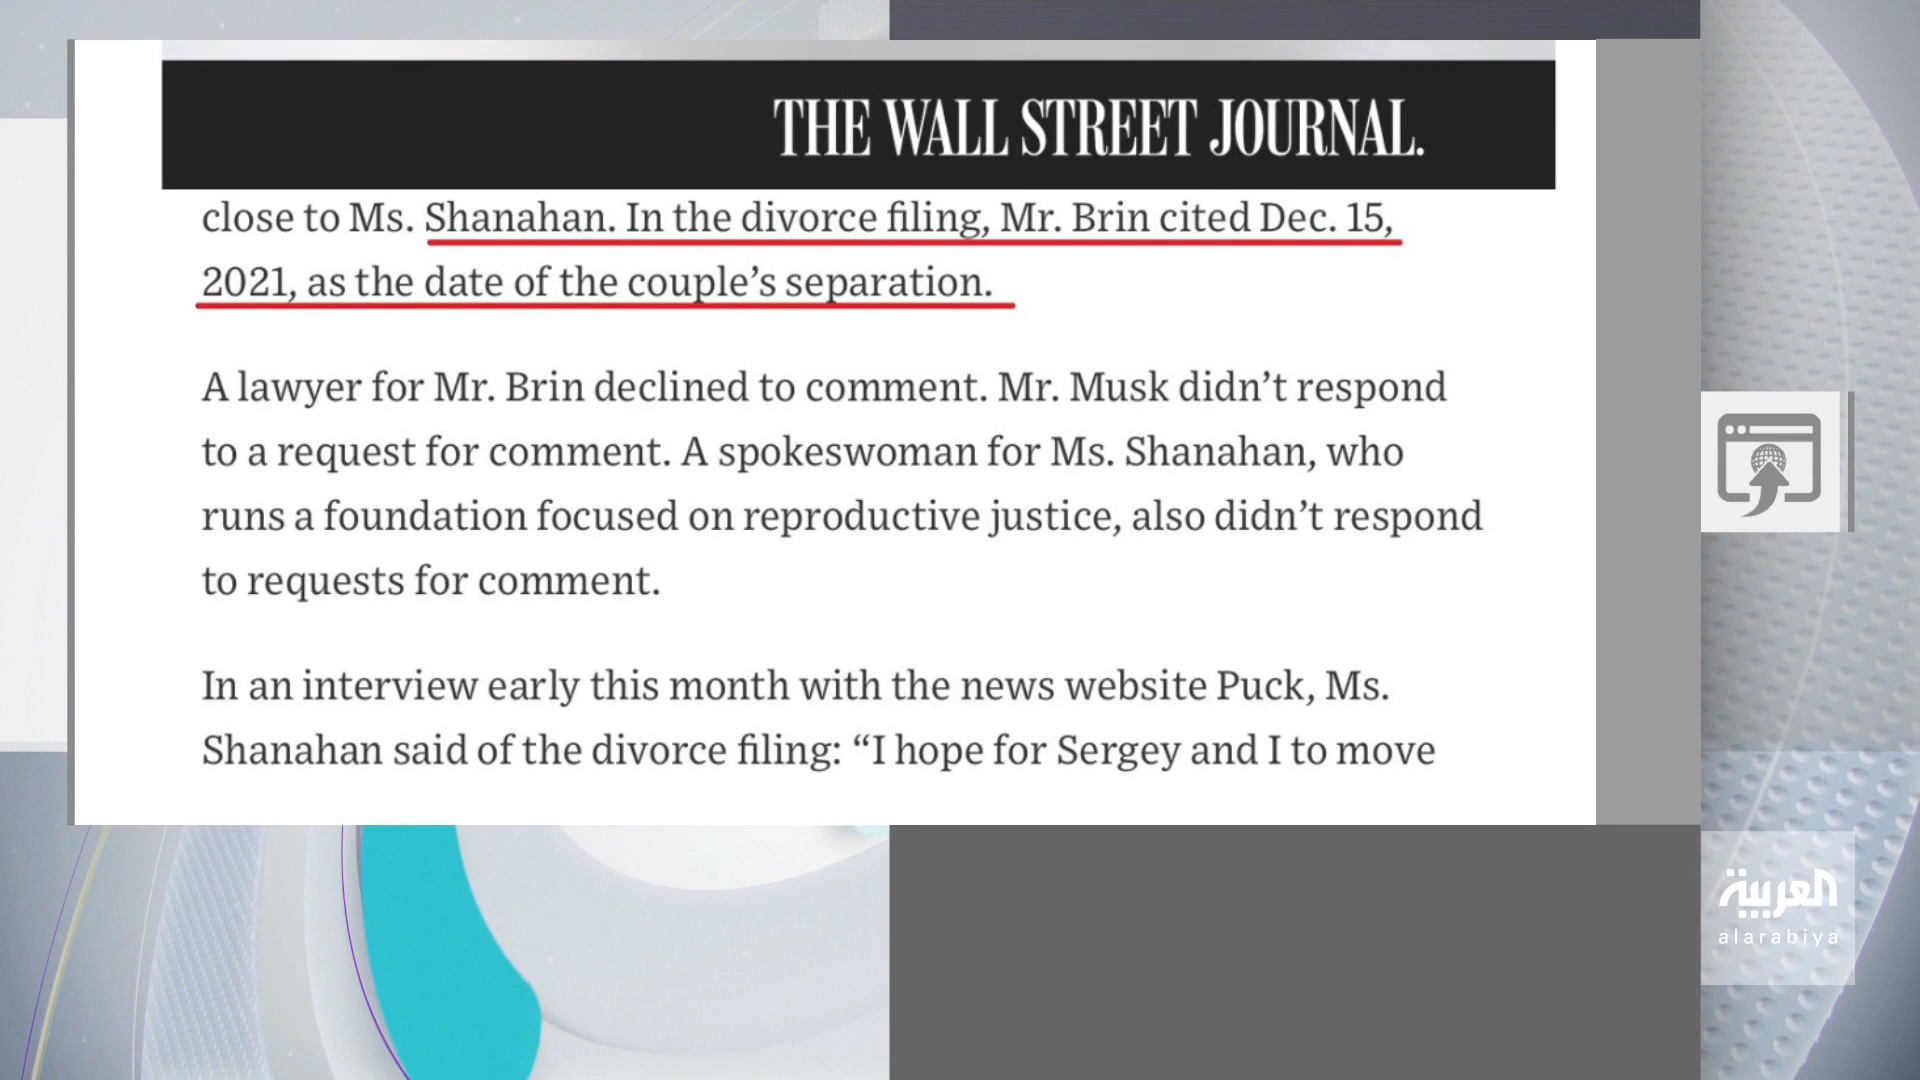 THE WALL STREET JOURNAL.
close to Ms. Shanahan. In the divorce filing, Mr. Brin cited Dec. 15,
2021, as the date of the couple’s separation.
A lawyer for Mr. Brin declined to comment. Mr. Musk didn’t respond
to a request for comment. A spokeswoman for Ms. Shanahan, who
runs a foundation focused on reproductive justice, also didn’t respond
to requests for comment.
In an interview early this month with the news website Puck, Ms.
Shanahan said of the divorce filing: “I hope for Sergey and I to move
العربية
alarabiya